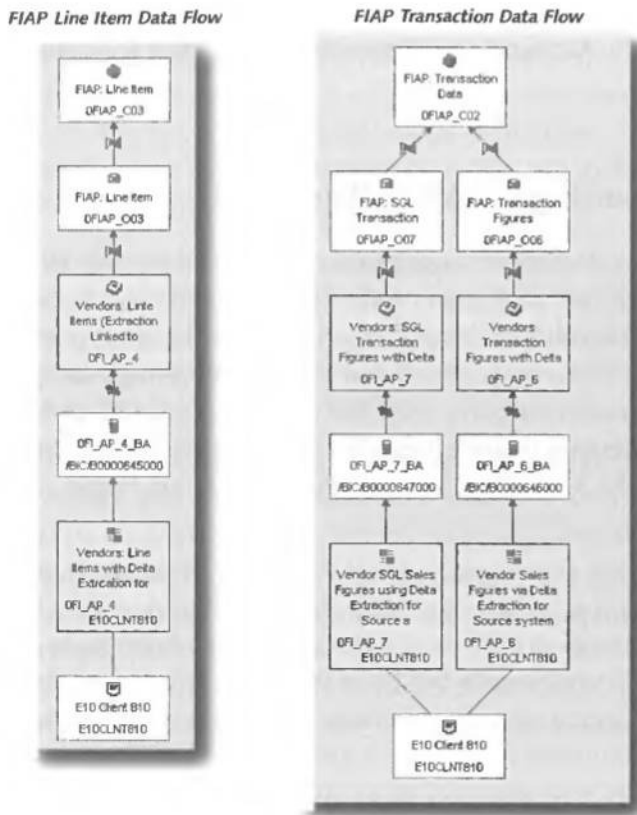 FIAP Line Item Data Flow
FIAP: Line Item
0FIAP_C03
FIAP: Line Item
0FIAP_O03
Vendors: Linte
Items (Extraction
Linked to
0FI_AP_4
0FI_AP_4_BA
/BIC/B0000645000
Vendors: Line
Items with Delta
Extrcation for
0FI_AP_4
E10CLNT810
E10 Client 810
E10CLNT810
FIAP Transaction Data Flow
FIAP: Transaction
Data
0FIAP_C02
FIAP: SGL
Transaction
0FIAP_O07
FIAP: Transaction
Figures
0FIAP_O06
Vendors: SGL
Transaction
Figures with Delta
0FI_AP_7
Vendors
Transaction
Figures with Delta
0FI_AP_6
0FI_AP_7_BA
/BIC/B0000647000
0FI_AP_6_BA
/BIC/B0000646000
Vendor SGL Sales
Figures using Delta
Extraction for
Source a
0FI_AP_7
E10CLNT810
Vendor Sales
Figures via Delta
Extraction for
Source system
0FI_AP_6
E10CLNT810
E10 Client 810
E10CLNT810